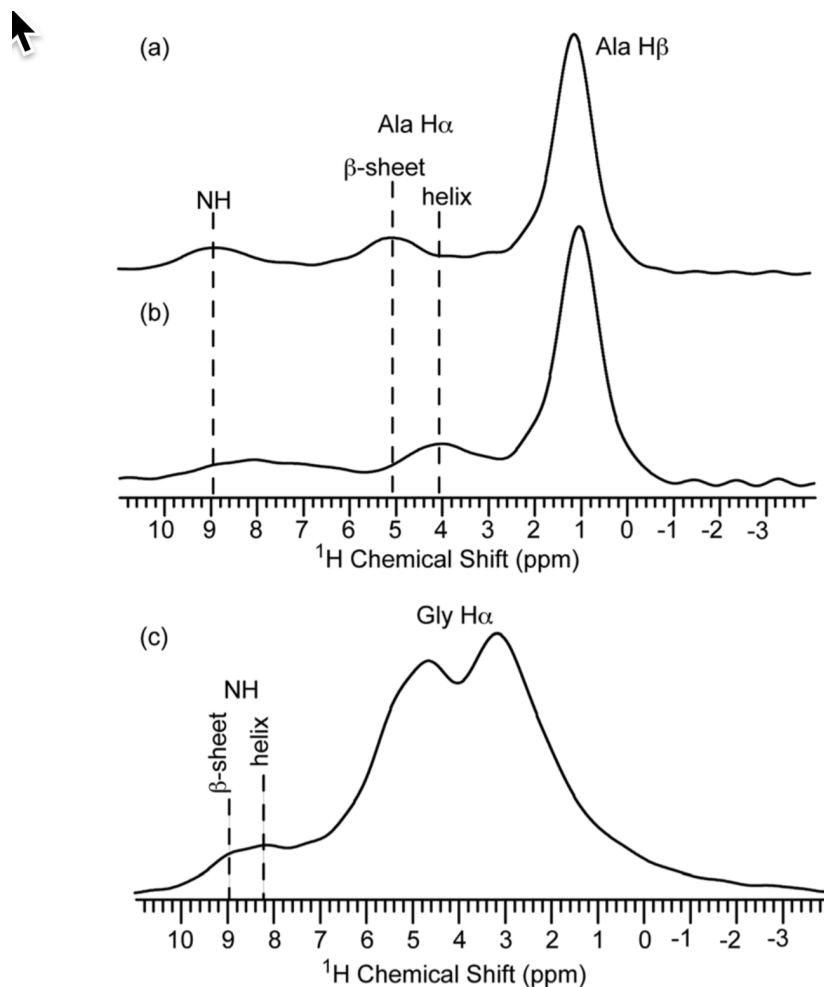 (a)
Ala Hβ
Ala Hα
β-sheet
helix
NH
(b)
10 9 8 7 6 5 4 3 2 1 0 -1 -2 -3
¹H Chemical Shift (ppm)
Gly Hα
(c)
NH
β-sheet
helix
10 9 8 7 6 5 4 3 2 1 0 -1 -2 -3
¹H Chemical Shift (ppm)